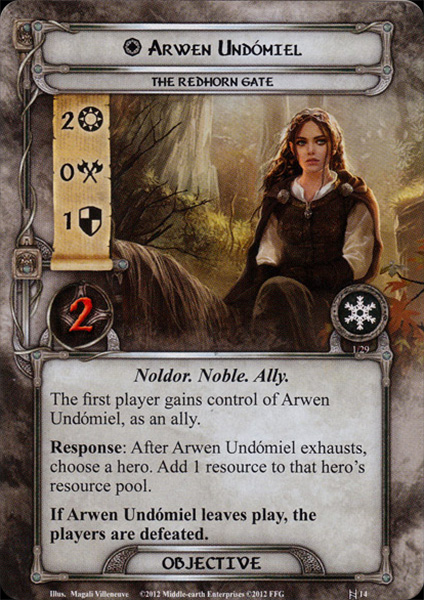 Arwen Undómiel
The Redhorn Gate
2
0
1
2
1/29
Noldor. Noble. Ally.
The first player gains control of Arwen
Undómiel, as an ally.
Response: After Arwen Undómiel exhausts,
choose a hero. Add 1 resource to that hero's
resource pool.
If Arwen Undómiel leaves play, the
players are defeated.
Objective
Illus. Magali Villeneuve ©2012 Middle-earth Enterprises ©2012 FFG 14